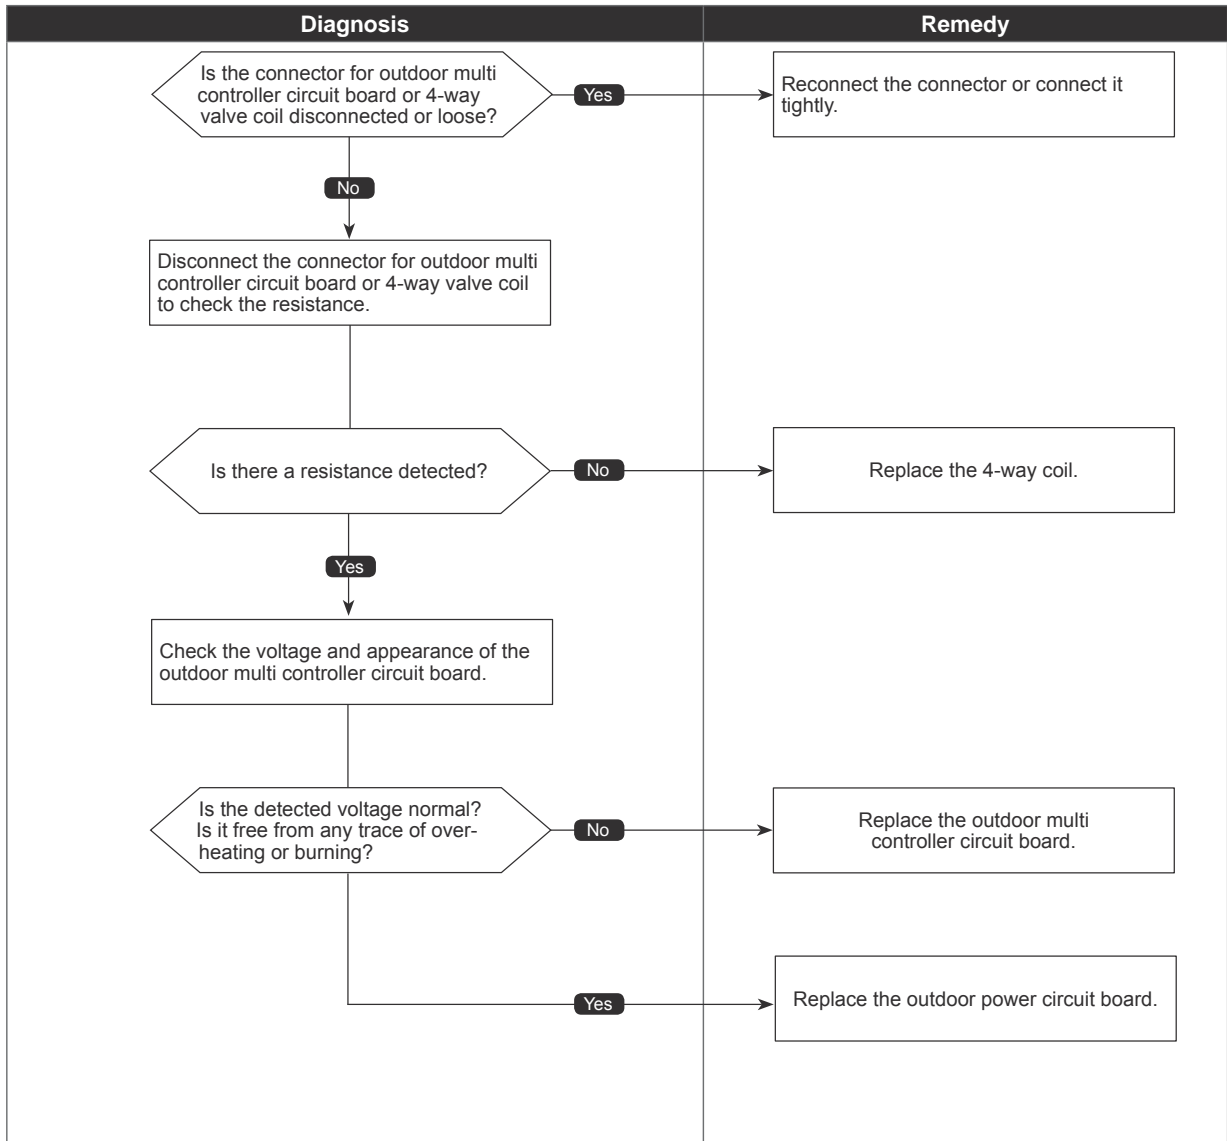 Diagnosis
Remedy
Is the connector for outdoor multi
controller circuit board or 4-way
valve coil disconnected or loose?
Yes
Reconnect the connector or connect it
tightly.
No
Disconnect the connector for outdoor multi
controller circuit board or 4-way valve coil
to check the resistance.
Is there a resistance detected?
No
Replace the 4-way coil.
Yes
Check the voltage and appearance of the
outdoor multi controller circuit board.
Is the detected voltage normal?
Is it free from any trace of over-
heating or burning?
No
Replace the outdoor multi
controller circuit board.
Yes
Replace the outdoor power circuit board.